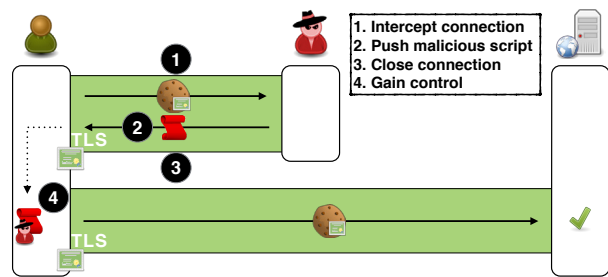 1. Intercept connection
2. Push malicious script
3. Close connection
4. Gain control
1
2
TLS
3
4
TLS